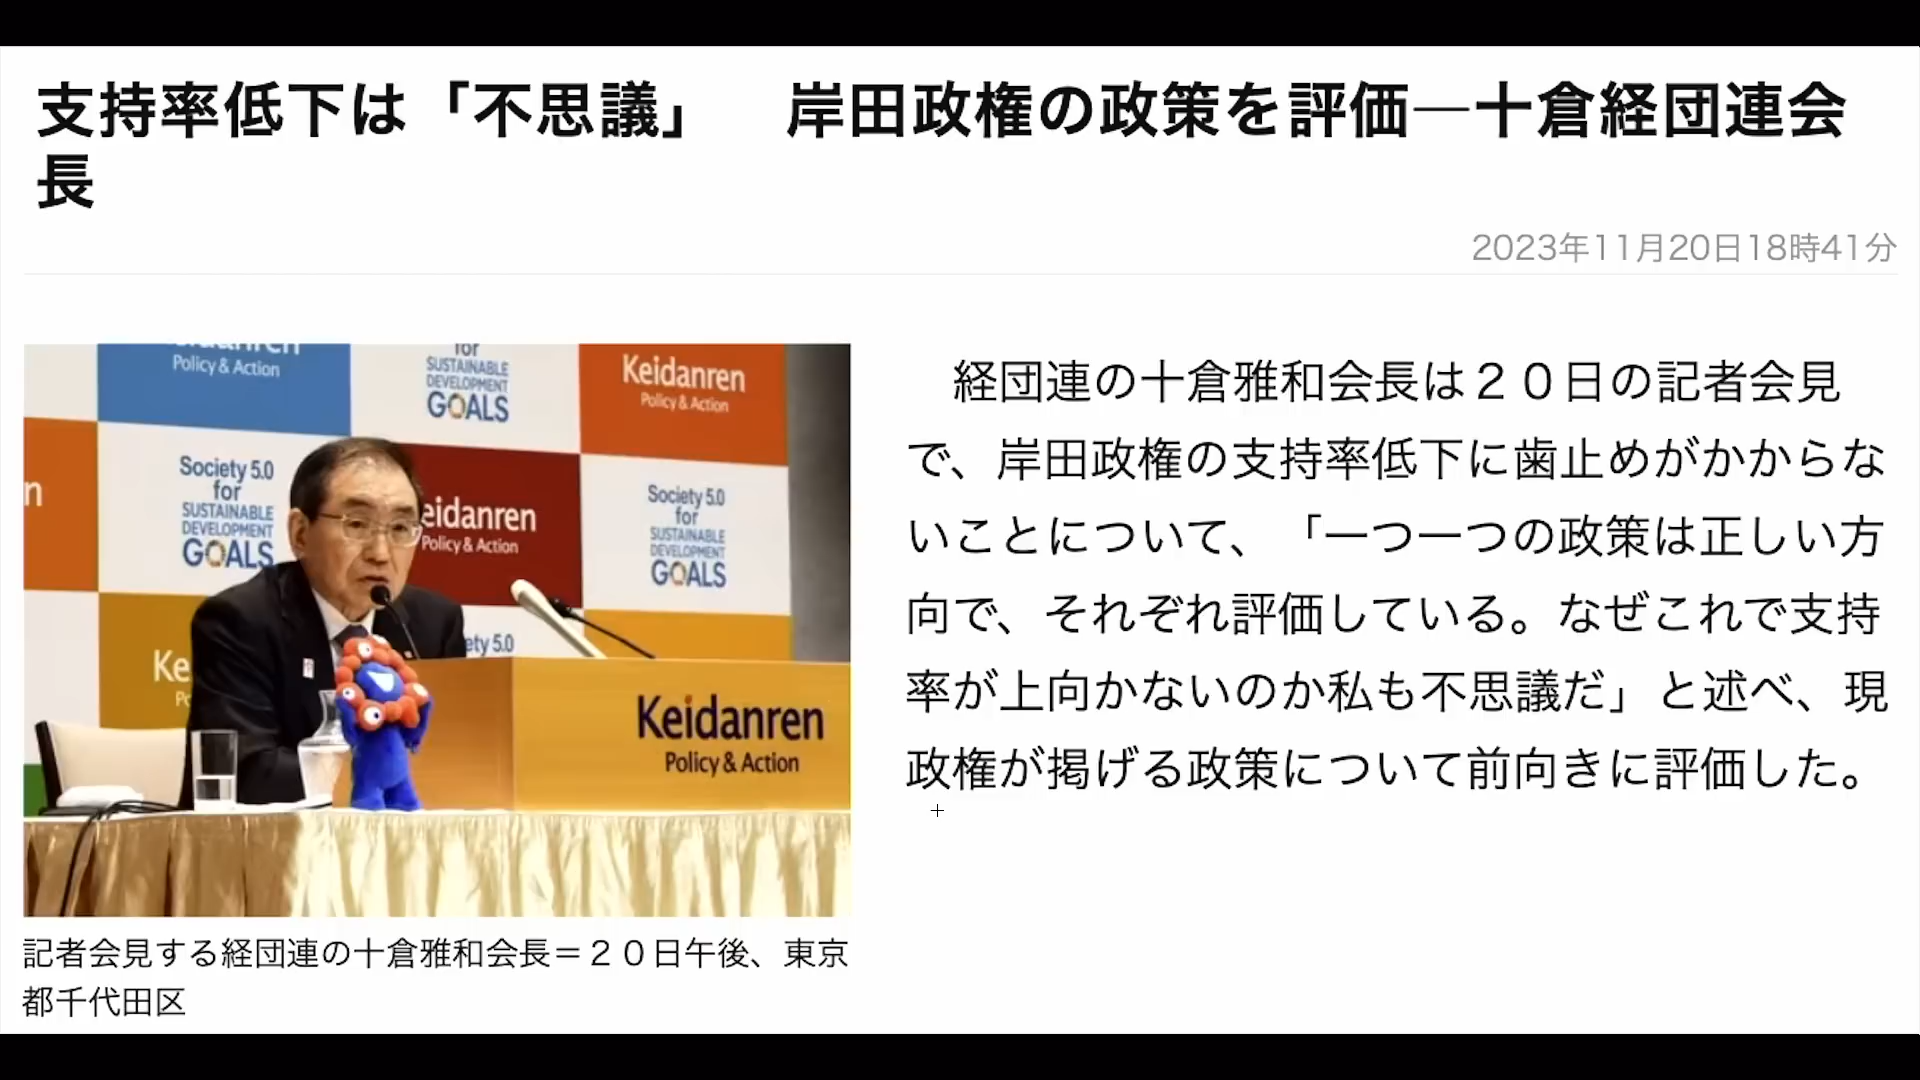 支持率低下は「不思議」　岸田政権の政策を評価―十倉経団連会
長
2023年11月20日18時41分
Policy & Action
for
SUSTAINABLE
DEVELOPMENT
GOALS
Keidanren
Policy & Action
Society 5.0
for
SUSTAINABLE
DEVELOPMENT
GOALS
eidanren
Policy & Action
Society 5.0
for
SUSTAINABLE
DEVELOPMENT
GOALS
n
ety 5.0
Ke
Keidanren
Policy & Action
　経団連の十倉雅和会長は２０日の記者会見
で、岸田政権の支持率低下に歯止めがかからな
いことについて、「一つ一つの政策は正しい方
向で、それぞれ評価している。なぜこれで支持
率が上向かないのか私も不思議だ」と述べ、現
政権が掲げる政策について前向きに評価した。
記者会見する経団連の十倉雅和会長＝２０日午後、東京
都千代田区